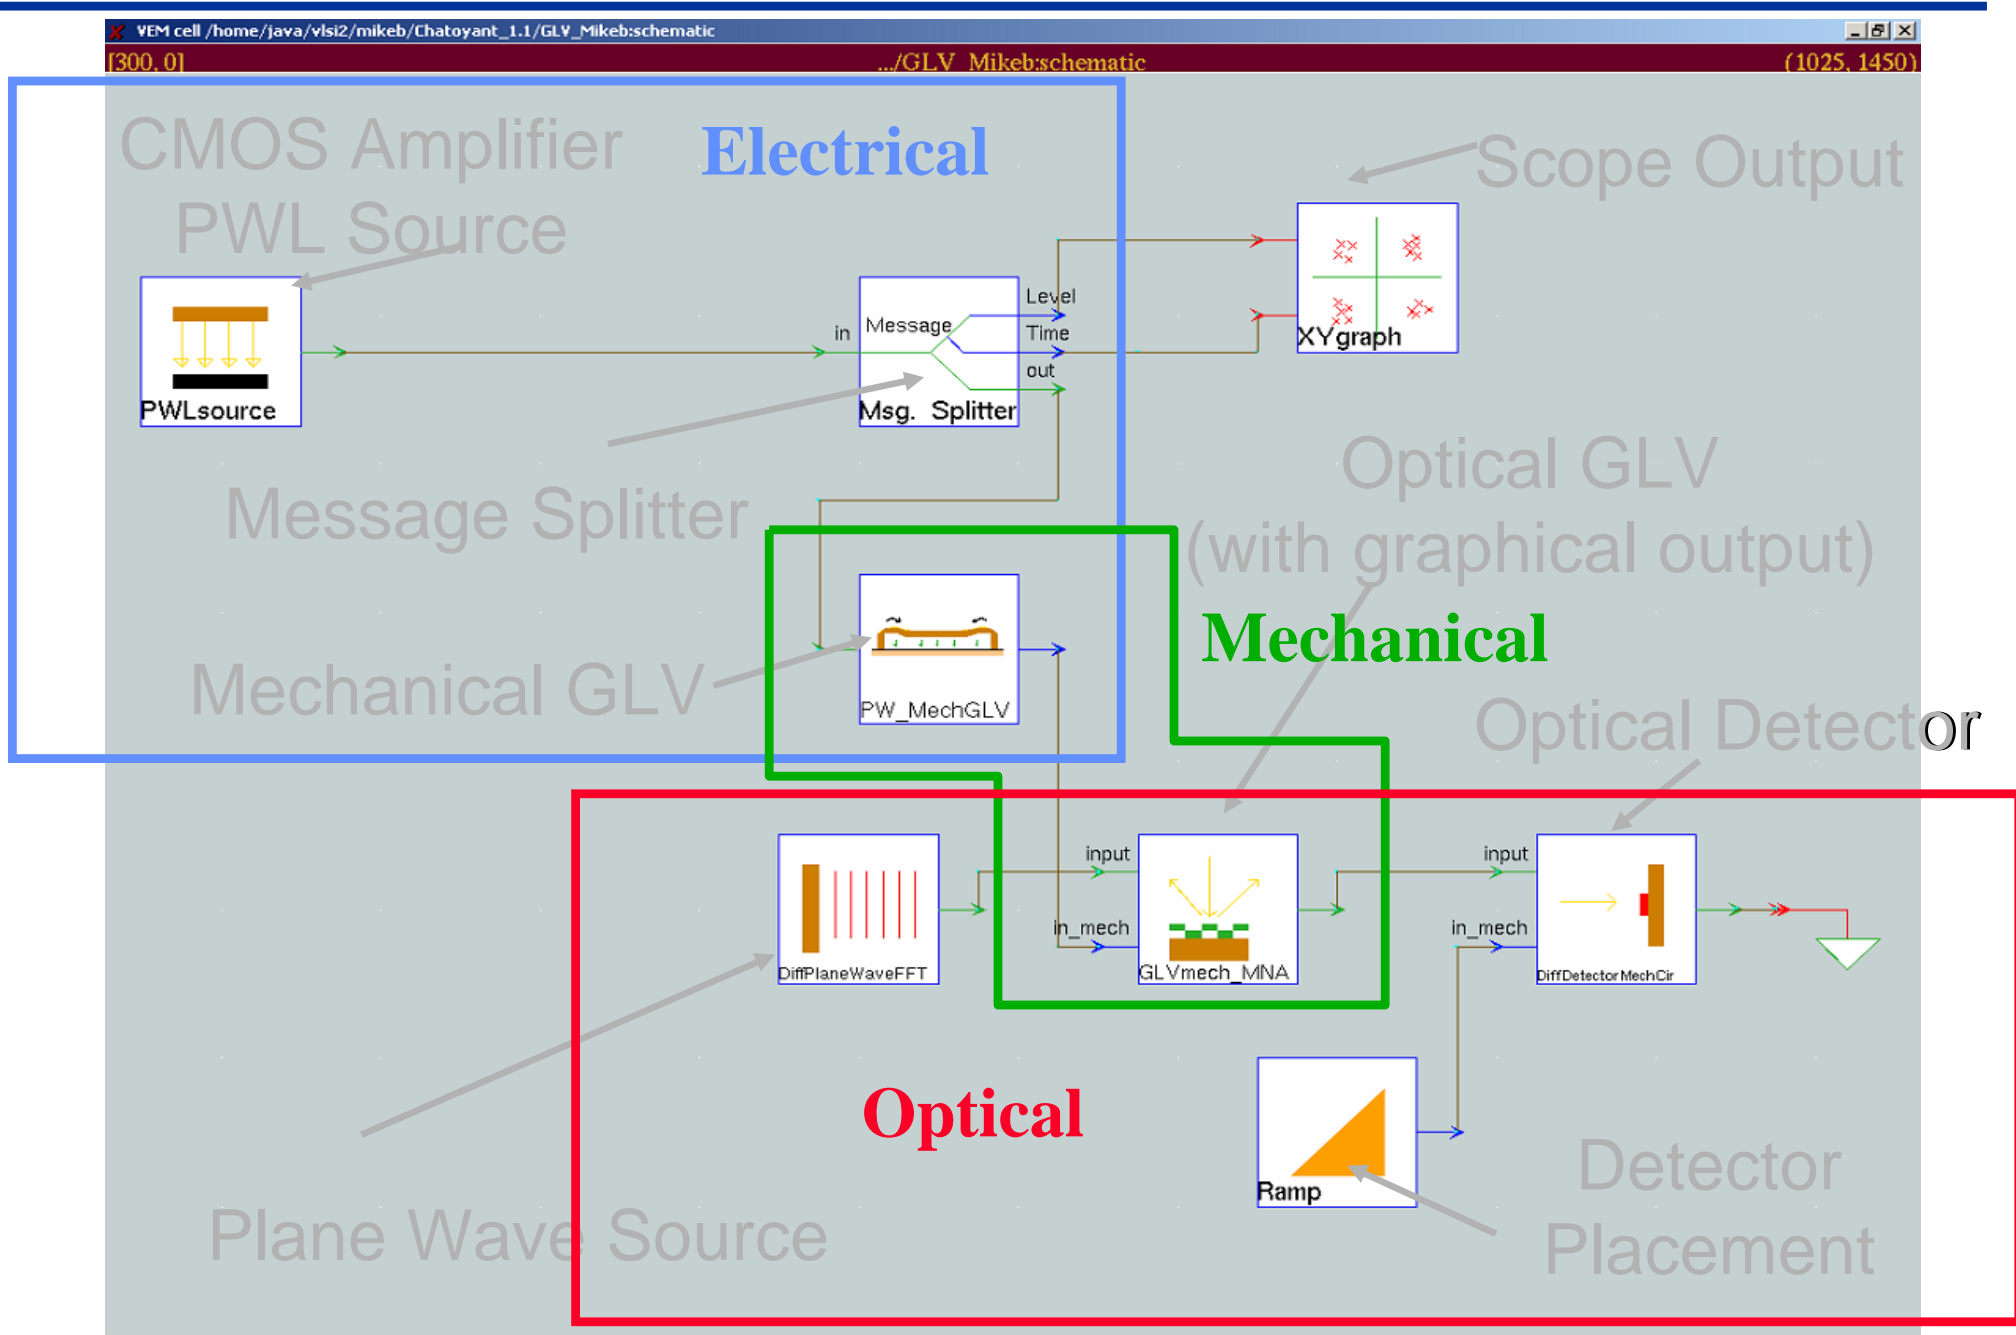 VEM cell /home/java/vlsi2/mikeb/Chatoyant_1.1/GLV_Mikeb:schematic
[300, 0]
.../GLV_Mikeb:schematic
(1025, 1450)
CMOS Amplifier
PWL Source
Electrical
Scope Output
PWLsource
in
Message
Level
Time
out
Msg. Splitter
XYgraph
Message Splitter
Optical GLV
(with graphical output)
Mechanical GLV
PW_MechGLV
Mechanical
Optical Detector
DiffPlaneWaveFFT
input
in_mech
GLVmech_MNA
input
in_mech
DiffDetectorMechCir
Optical
Ramp
Plane Wave Source
Detector
Placement